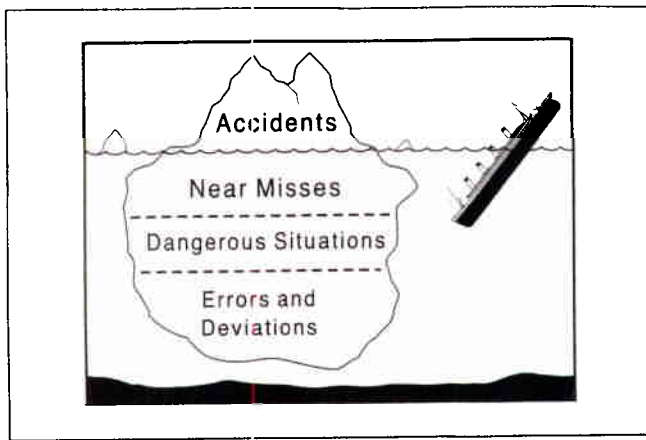 Accidents
Near Misses
Dangerous Situations
Errors and
Deviations